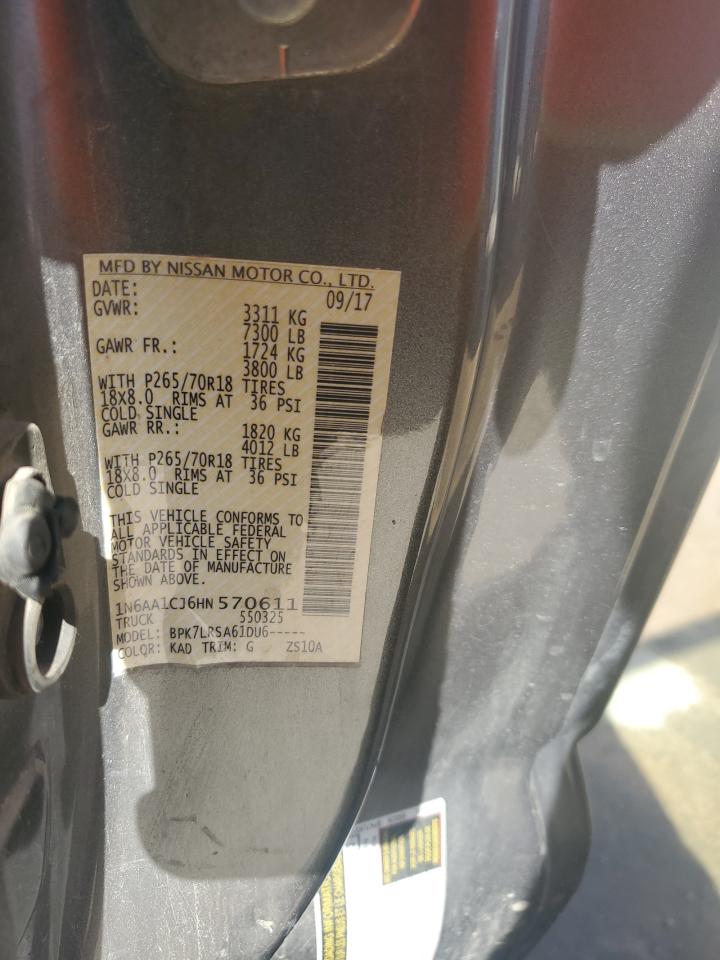 MFD BY NISSAN MOTOR CO., LTD.
DATE: 09/17
GVWR: 3311 KG
7300 LB
GAWR FR.: 1724 KG
3800 LB
WITH P265/70R18 TIRES
18X8.0 RIMS AT 36 PSI
COLD SINGLE
GAWR RR.: 1820 KG
4012 LB
WITH P265/70R18 TIRES
18X8.0 RIMS AT 36 PSI
COLD SINGLE
THIS VEHICLE CONFORMS TO
ALL APPLICABLE FEDERAL
MOTOR VEHICLE SAFETY
STANDARDS IN EFFECT ON
THE DATE OF MANUFACTURE
SHOWN ABOVE.
1N6AA1CJ6HN 570611
TRUCK 550325
MODEL: BPK7LRSA61DU6-----
COLOR: KAD TRIM: G ZS10A